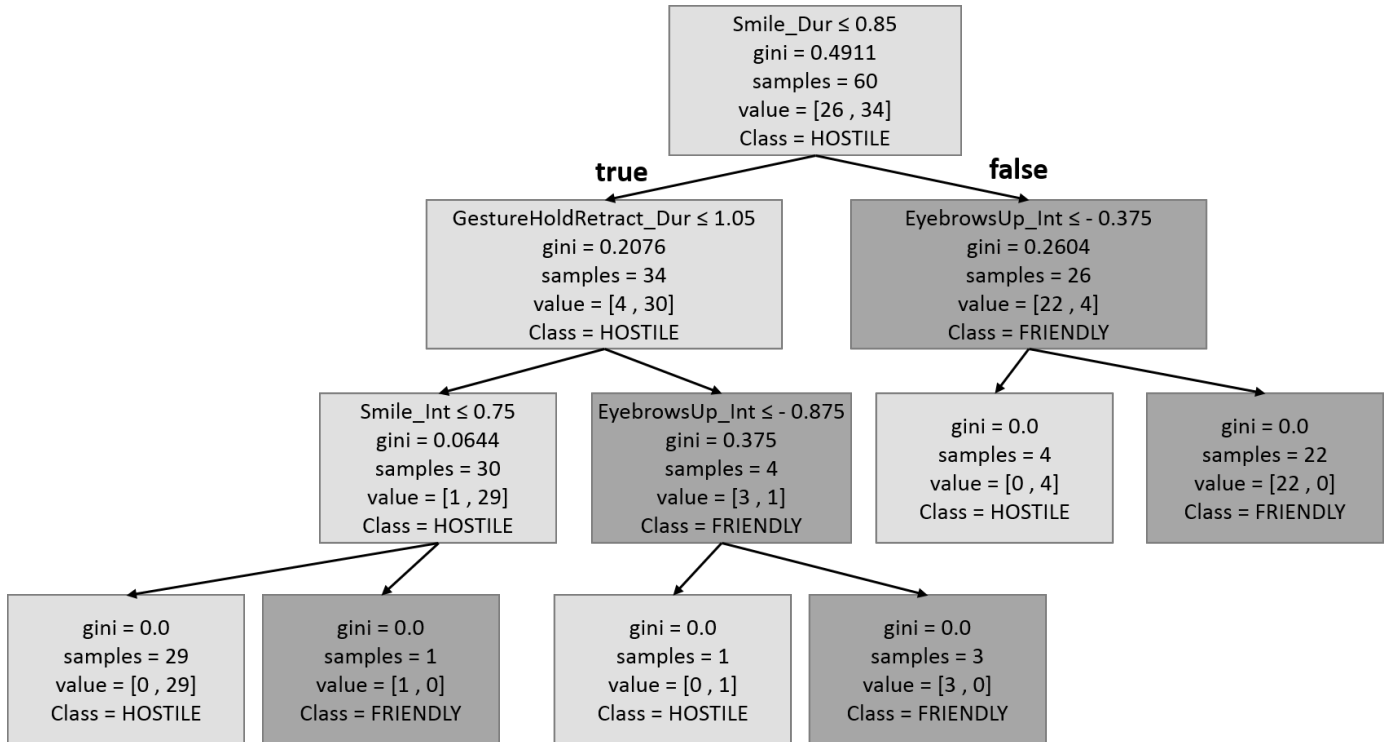 Smile_Dur ≤ 0.85
gini = 0.4911
samples = 60
value = [26 , 34]
Class = HOSTILE
true
false
GestureHoldRetract_Dur ≤ 1.05
gini = 0.2076
samples = 34
value = [4 , 30]
Class = HOSTILE
EyebrowsUp_Int ≤ - 0.375
gini = 0.2604
samples = 26
value = [22 , 4]
Class = FRIENDLY
Smile_Int ≤ 0.75
gini = 0.0644
samples = 30
value = [1 , 29]
Class = HOSTILE
EyebrowsUp_Int ≤ - 0.875
gini = 0.375
samples = 4
value = [3 , 1]
Class = FRIENDLY
gini = 0.0
samples = 4
value = [0 , 4]
Class = HOSTILE
gini = 0.0
samples = 22
value = [22 , 0]
Class = FRIENDLY
gini = 0.0
samples = 29
value = [0 , 29]
Class = HOSTILE
gini = 0.0
samples = 1
value = [1 , 0]
Class = FRIENDLY
gini = 0.0
samples = 1
value = [0 , 1]
Class = HOSTILE
gini = 0.0
samples = 3
value = [3 , 0]
Class = FRIENDLY